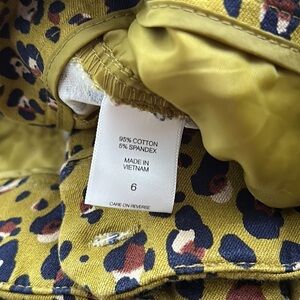 95% COTTON
5% SPANDEX
MADE IN
VIETNAM
6
CARE ON REVERSE